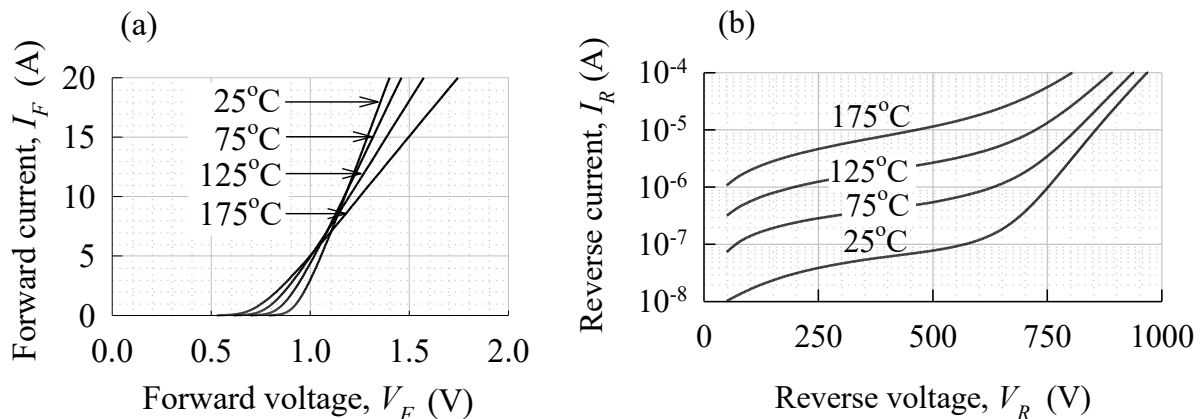 (a)
Forward current, I_F (A)
20
15
10
5
0
25°C
75°C
125°C
175°C
0.0
0.5
1.0
1.5
2.0
Forward voltage, V_F (V)
(b)
Reverse current, I_R (A)
10⁻⁴
10⁻⁵
10⁻⁶
10⁻⁷
10⁻⁸
175°C
125°C
75°C
25°C
0
250
500
750
1000
Reverse voltage, V_R (V)